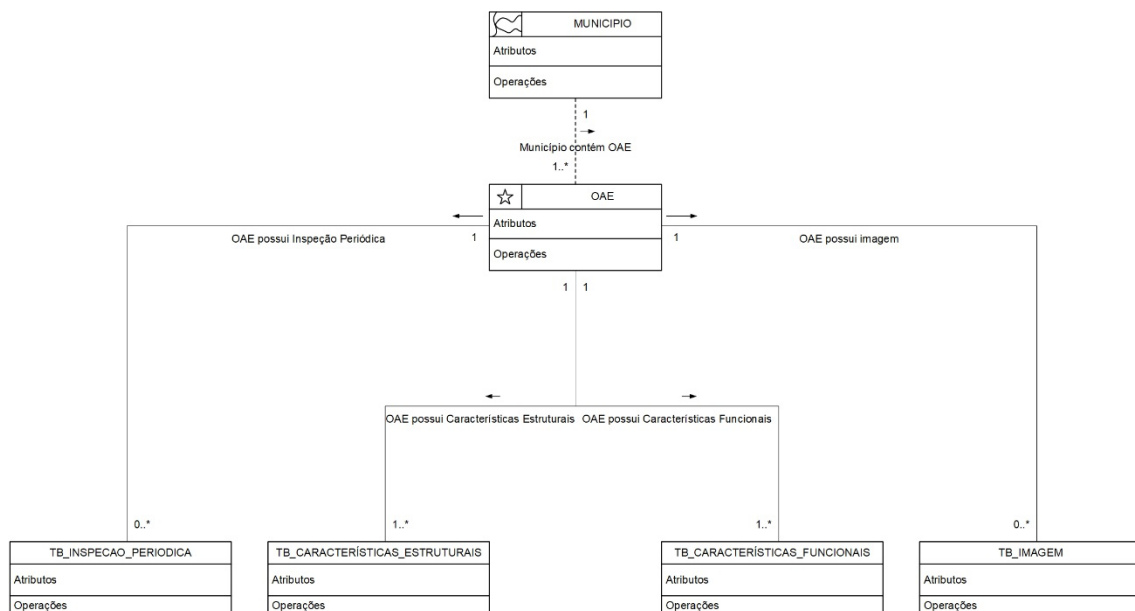 MUNICIPIO
Atributos
Operações
1
Município contém OAE
1..*
OAE
Atributos
Operações
OAE possui Inspeção Periódica
1
1
OAE possui imagem
1
1
OAE possui Características Estruturais
OAE possui Características Funcionais
0..*
1..*
1..*
0..*
TB_INSPECAO_PERIODICA
Atributos
Operações
TB_CARACTERÍSTICAS_ESTRUTURAIS
Atributos
Operações
TB_CARACTERÍSTICAS_FUNCIONAIS
Atributos
Operações
TB_IMAGEM
Atributos
Operações